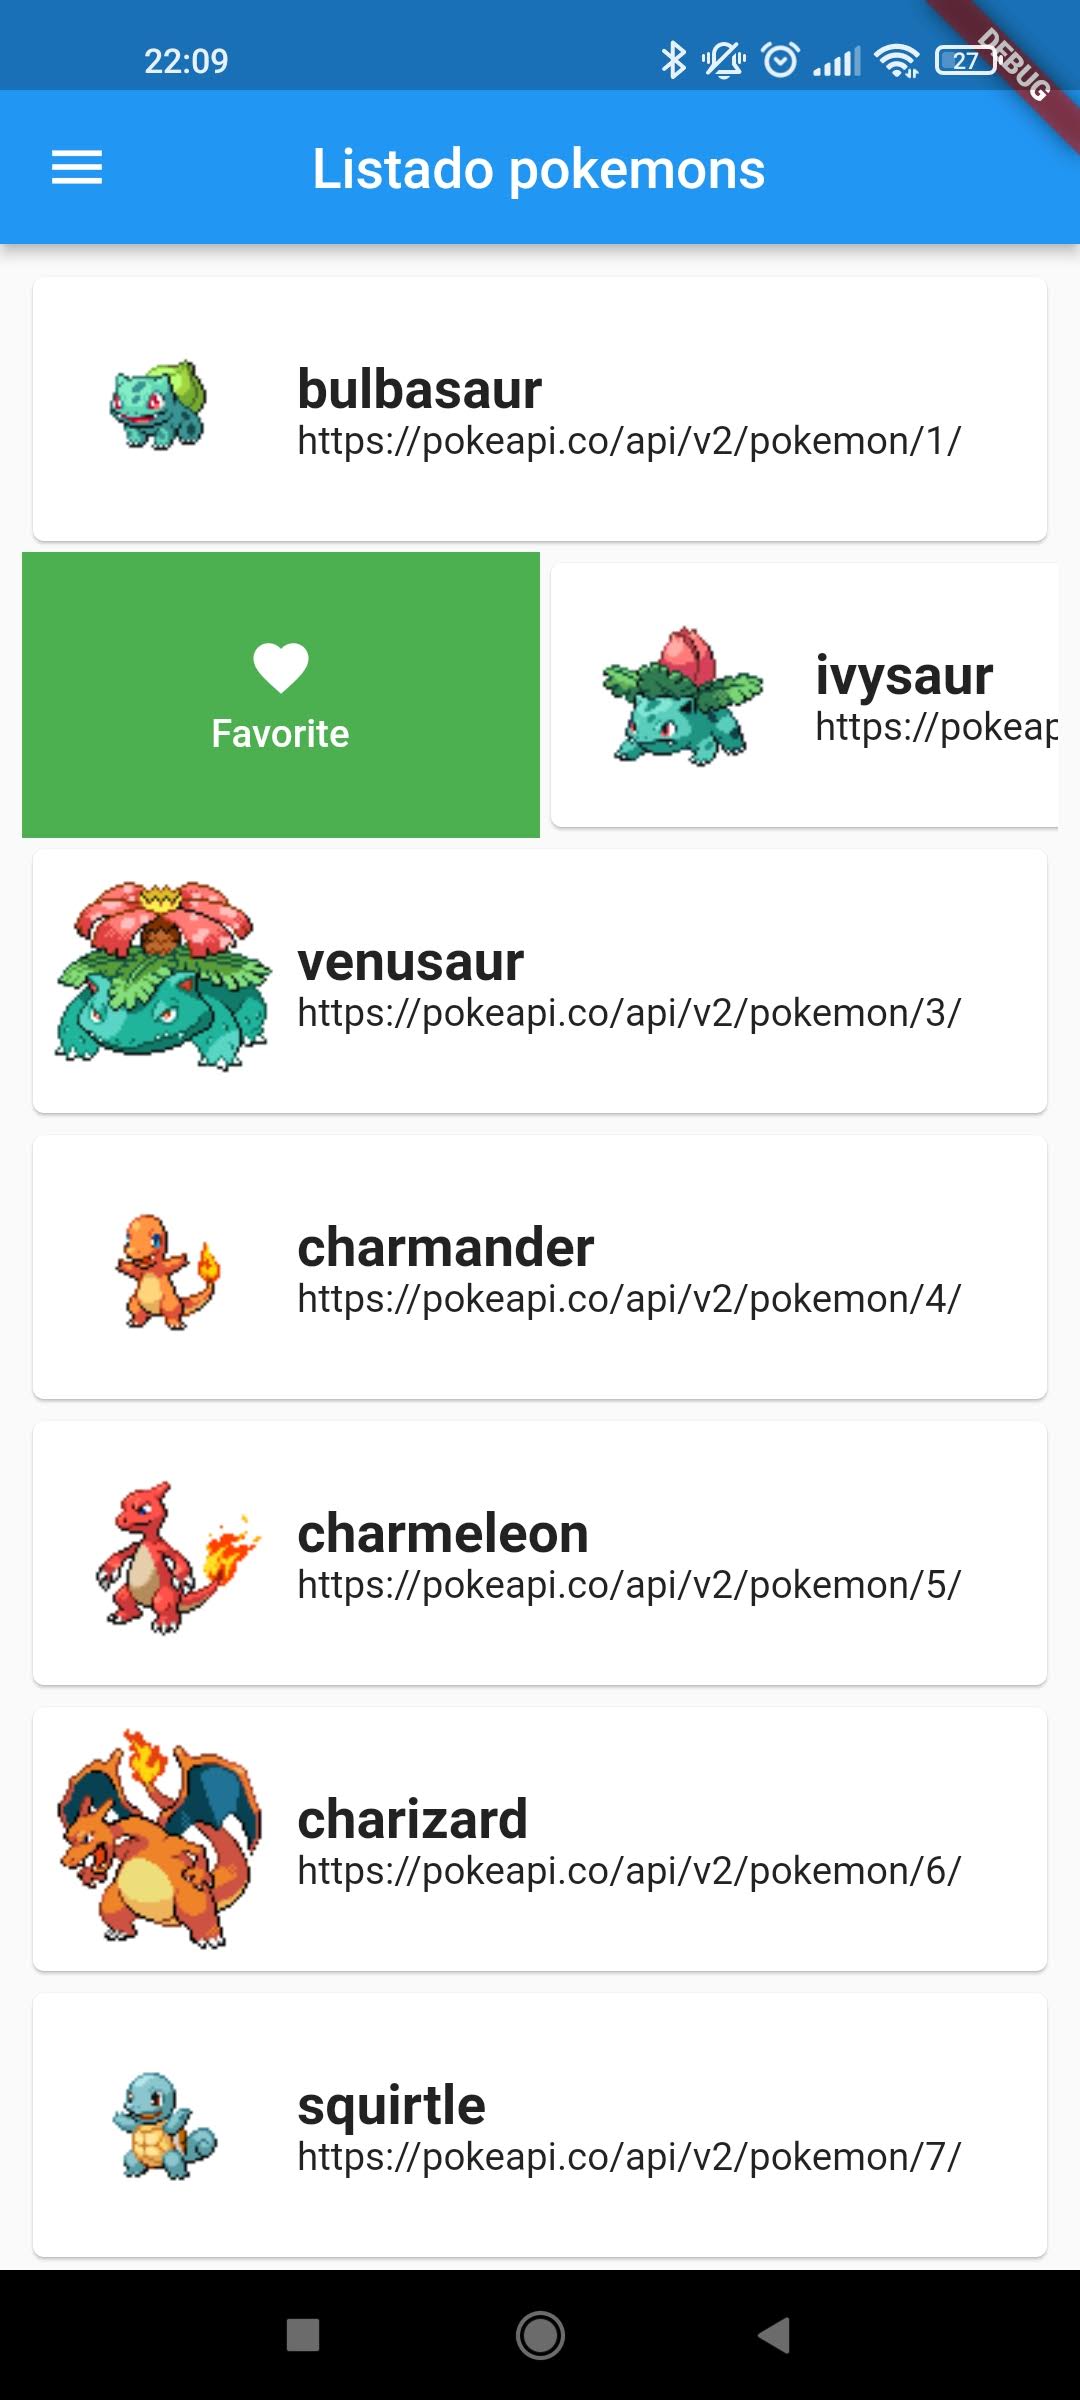 22:09
27
DEBUG
Listado pokemons
bulbasaur
https://pokeapi.co/api/v2/pokemon/1/
Favorite
ivysaur
https://pokeap
venusaur
https://pokeapi.co/api/v2/pokemon/3/
charmander
https://pokeapi.co/api/v2/pokemon/4/
charmeleon
https://pokeapi.co/api/v2/pokemon/5/
charizard
https://pokeapi.co/api/v2/pokemon/6/
squirtle
https://pokeapi.co/api/v2/pokemon/7/